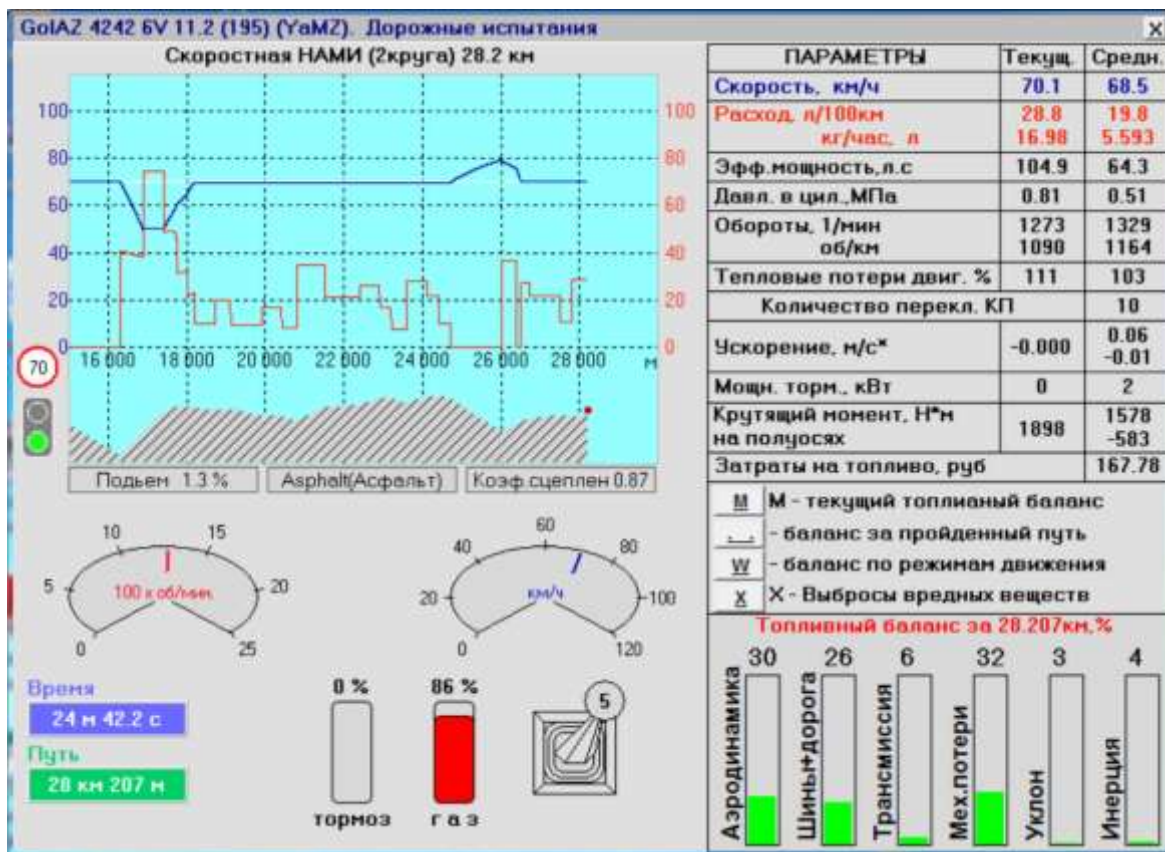 GolAZ 4242 6V 11.2 (195) (YaMZ). Дорожные испытания
X
Скоростная НАМИ (2круга) 28.2 км
100 100
80 80
60 60
40 40
20 20
0 0
16 000 18 000 20 000 22 000 24 000 26 000 28 000 м
70
Подьем 1.3 %
Asphalt(Асфальт)
Коэф.сцеплен 0.87
0 5 10 15 20 25
100 х об/мин.
0 20 40 60 80 100 120
км/ч
Время
24 м 42.2 с
Путь
28 км 207 м
0 %
тормоз
86 %
газ
5
ПАРАМЕТРЫ Текущ. Средн.
Скорость, км/ч 70.1 68.5
Расход, л/100км 28.8 19.8
кг/час, л 16.98 5.593
Эфф.мощность,л.с 104.9 64.3
Давл. в цил.,МПа 0.81 0.51
Обороты, 1/мин 1273 1329
об/км 1090 1164
Тепловые потери двиг. % 111 103
Количество перекл. КП 10
Ускорение, м/с* -0.000 0.06
-0.01
Мощн. торм., кВт 0 2
Крутящий момент, Н*м
на полуосях 1898 1578
-583
Затраты на топливо, руб 167.78
M М - текущий топлианый баланс
. . - баланс за пройденный путь
W - баланс по режимам движения
X X - Выбросы вредных веществ
Топливный баланс за 28.207км,%
30 26 6 32 3 4
Аэродинамика
Шины+дорога
Трансмиссия
Мех.потери
Уклон
Инерция